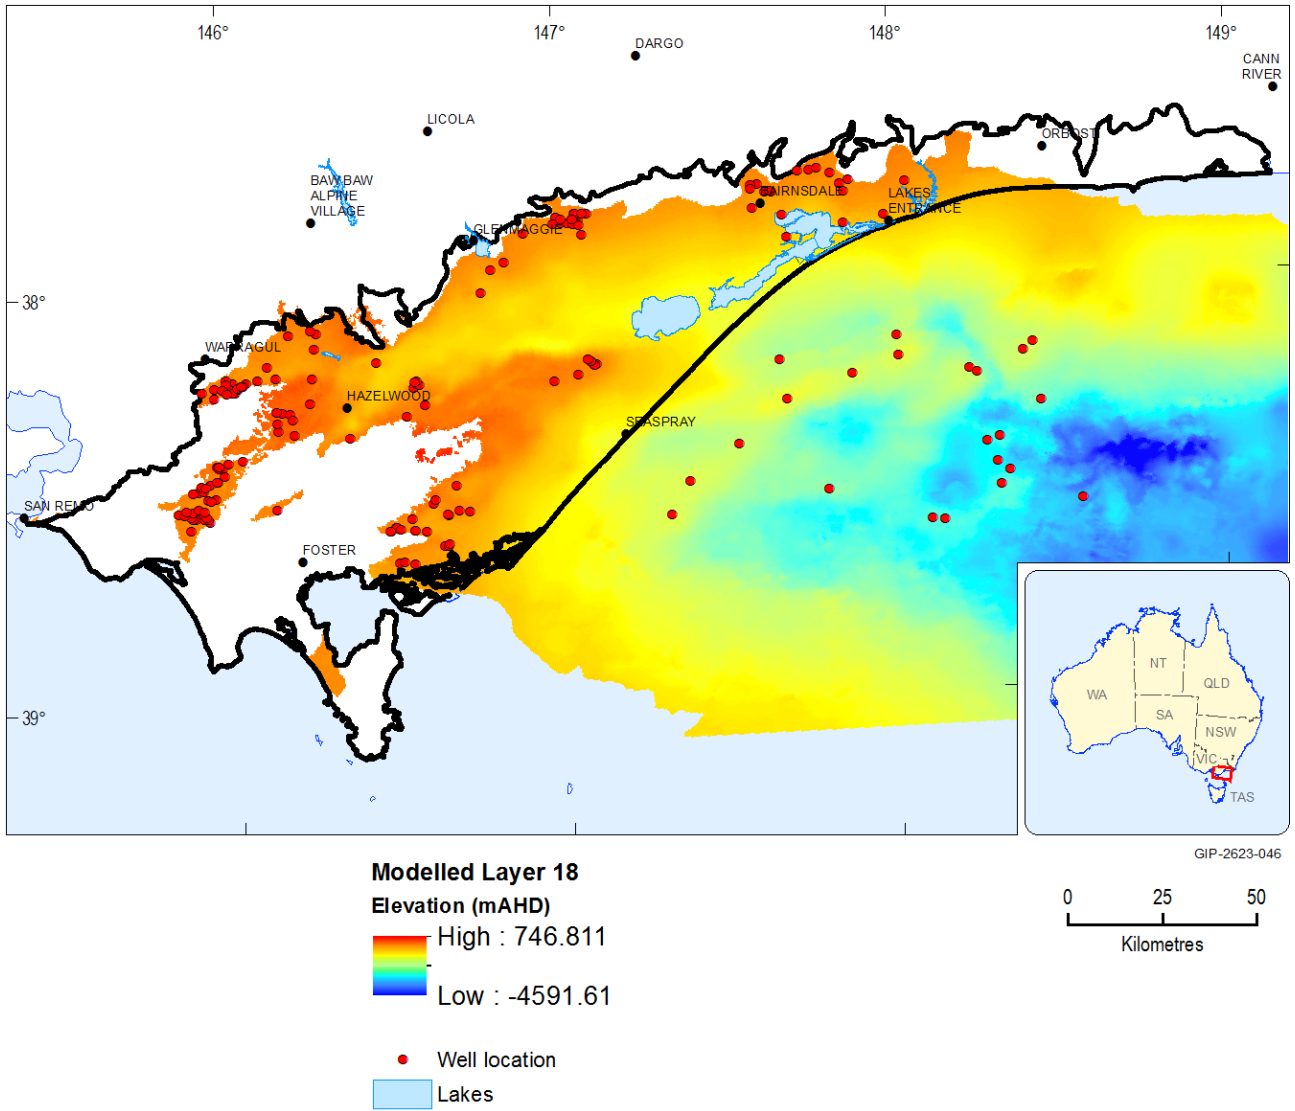 146°
147°
148°
149°
DARGO
CANN
RIVER
LICOLA
ORBOST
BAW BAW
ALPINE
VILLAGE
BAIRNSDALE
LAKES
ENTRANCE
GLENMAGGIE
38°
WARRAGUL
HAZELWOOD
SEASPRAY
SAN REMO
FOSTER
39°
NT
WA
QLD
SA
NSW
VIC
TAS
GIP-2623-046
Modelled Layer 18
Elevation (mAHD)
High : 746.811
Low : -4591.61
0 25 50
Kilometres
Well location
Lakes